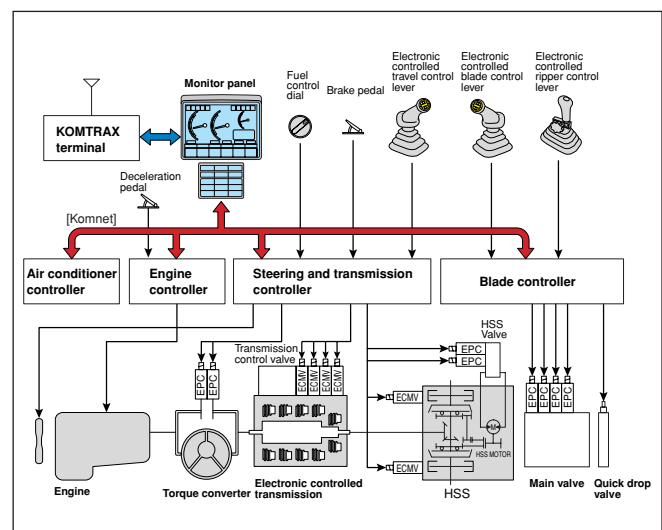 Electronic
controlled
travel control
lever
Electronic
controlled
blade control
lever
Electronic
controlled
ripper control
lever
Fuel
control
dial
Brake pedal
Monitor panel
KOMTRAX
terminal
Deceleration
pedal
[Komnet]
Air conditioner
controller
Engine
controller
Steering and transmission
controller
Blade controller
HSS
Valve
Transmission
control valve
EPC
EPC
ECMV
ECMV
ECMV
ECMV
EPC
EPC
ECMV
ECMV
EPC
EPC
EPC
EPC
M
HSS MOTOR
Engine
Torque converter
Electronic controlled
transmission
HSS
Main valve
Quick drop
valve